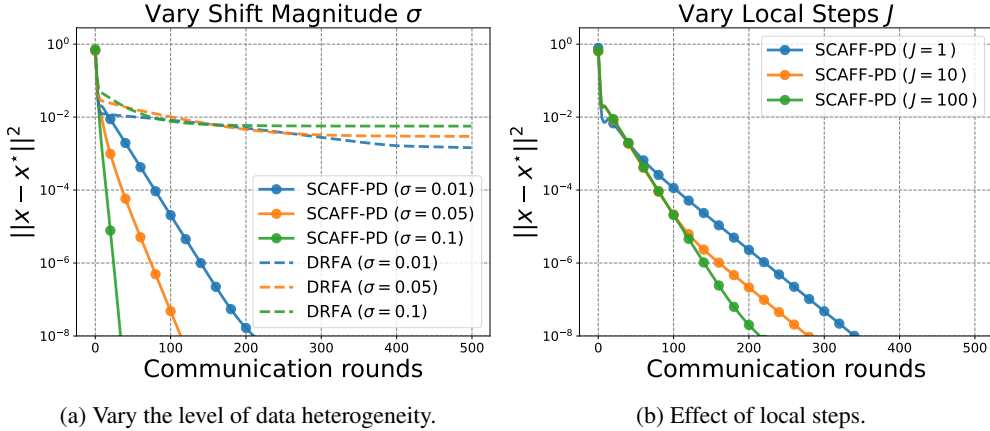 Vary Shift Magnitude σ
10⁰
10⁻²
10⁻⁴
10⁻⁶
10⁻⁸
||x − x*||²
SCAFF-PD (σ = 0.01)
SCAFF-PD (σ = 0.05)
SCAFF-PD (σ = 0.1)
DRFA (σ = 0.01)
DRFA (σ = 0.05)
DRFA (σ = 0.1)
0 100 200 300 400 500
Communication rounds
(a) Vary the level of data heterogeneity.
Vary Local Steps J
10⁰
10⁻²
10⁻⁴
10⁻⁶
10⁻⁸
||x − x*||²
SCAFF-PD (J = 1)
SCAFF-PD (J = 10)
SCAFF-PD (J = 100)
0 100 200 300 400 500
Communication rounds
(b) Effect of local steps.